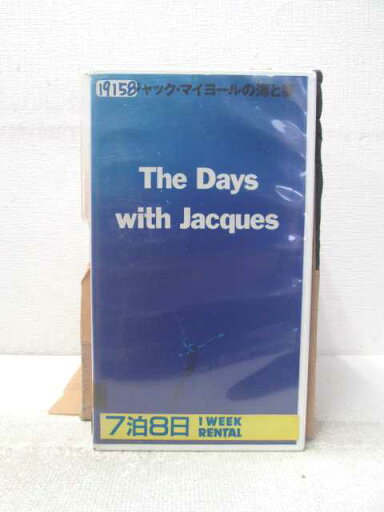 19158
ャック・マイヨールの海と夢
The Days
with Jacques
7泊8日 1 WEEK
RENTAL